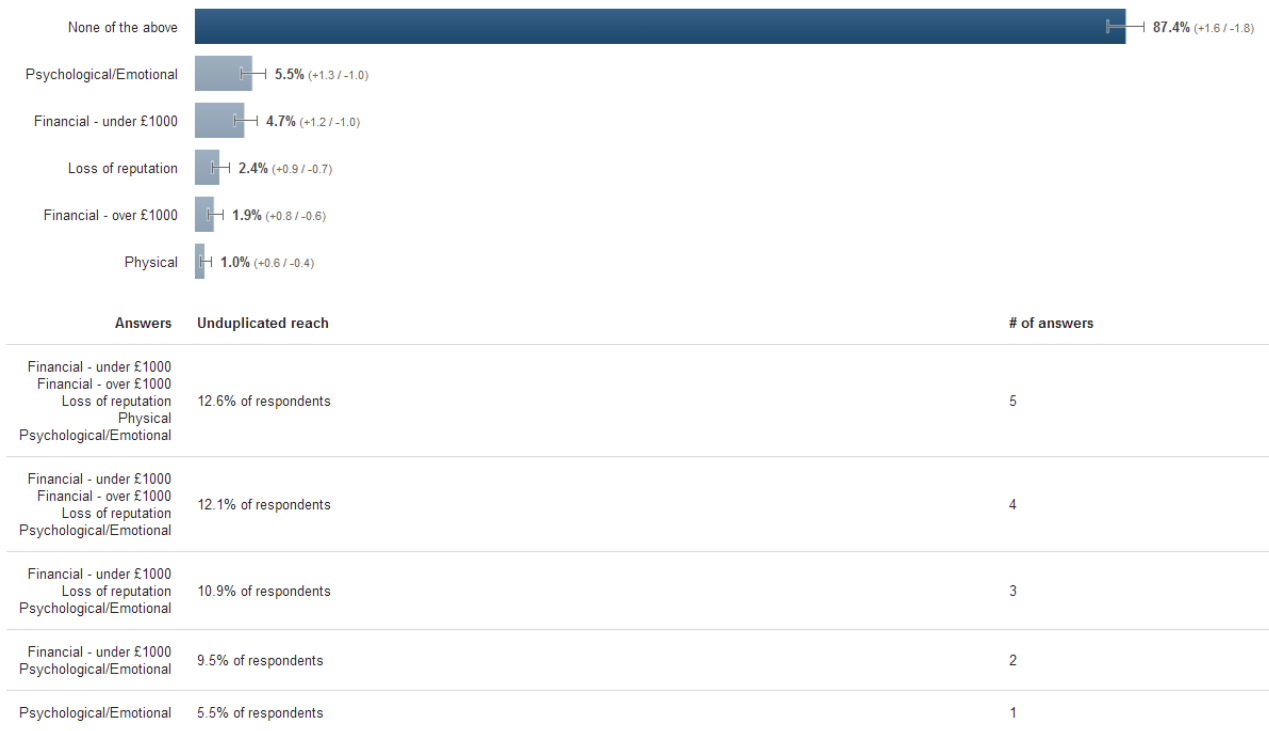 None of the above 87.4% (+1.6 / -1.8)
Psychological/Emotional 5.5% (+1.3 / -1.0)
Financial - under £1000 4.7% (+1.2 / -1.0)
Loss of reputation 2.4% (+0.9 / -0.7)
Financial - over £1000 1.9% (+0.8 / -0.6)
Physical 1.0% (+0.6 / -0.4)
Answers Unduplicated reach # of answers
Financial - under £1000
Financial - over £1000
Loss of reputation 12.6% of respondents 5
Physical
Psychological/Emotional
Financial - under £1000
Financial - over £1000
12.1% of respondents 4
Loss of reputation
Psychological/Emotional
Financial - under £1000
Loss of reputation 10.9% of respondents 3
Psychological/Emotional
Financial - under £1000
9.5% of respondents 2
Psychological/Emotional
Psychological/Emotional 5.5% of respondents 1